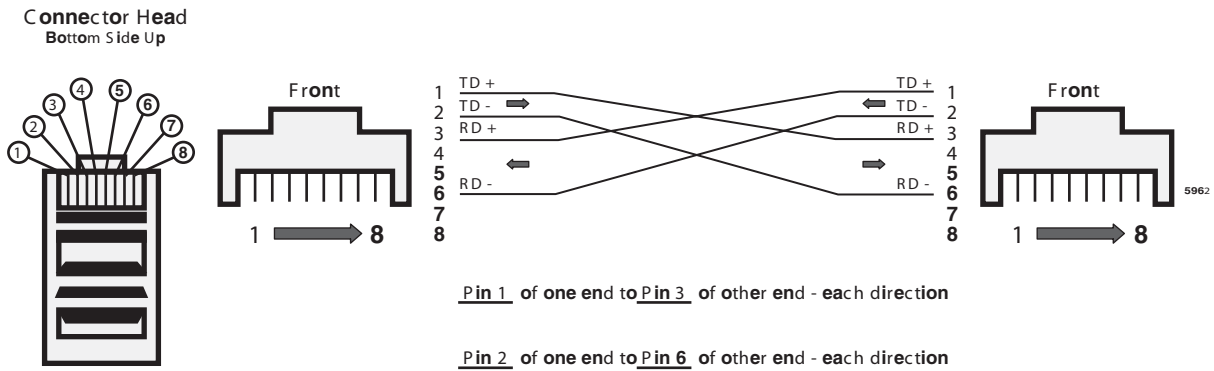 Connector Head
Bottom Side Up
1
2
3
4
5
6
7
8
Front
1 8
1 TD +
2 TD -
3 RD +
4
5
6 RD -
7
8
TD + 1
TD - 2
RD + 3
4
5
RD - 6
7
8
Front
1 8
5962
Pin 1 of one end to Pin 3 of other end - each direction
Pin 2 of one end to Pin 6 of other end - each direction